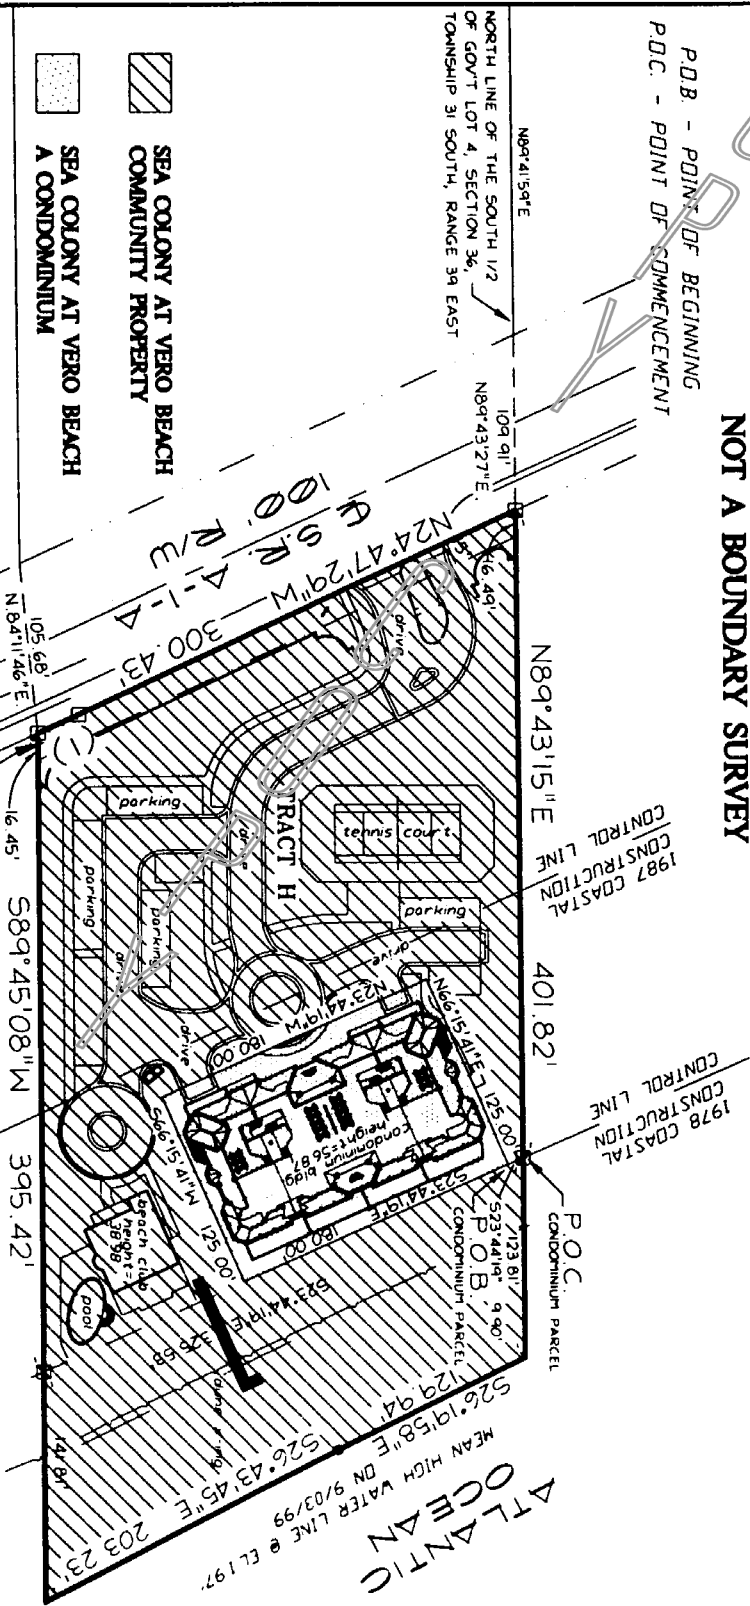 P.O.B. - POINT OF BEGINNING
P.O.C. - POINT OF COMMENCEMENT
NOT A BOUNDARY SURVEY
N89°41'59"E
NORTH LINE OF THE SOUTH 1/2
OF GOV'T LOT 4, SECTION 36,
TOWNSHIP 31 SOUTH, RANGE 39 EAST
SEA COLONY AT VERO BEACH
COMMUNITY PROPERTY
SEA COLONY AT VERO BEACH
A CONDOMINIUM
109.91'
N89°43'27"E.
℄ S.R. A-1-A
100' R/W
N24°47'29"W
300.43'
105.68'
N.84°11'46"E.
16.45'
16.49'
N89°43'15"E
401.82'
1987 COASTAL
CONSTRUCTION
CONTROL LINE
1978 COASTAL
CONSTRUCTION
CONTROL LINE
P.O.C.
CONDOMINIUM PARCEL
P.O.B.
CONDOMINIUM PARCEL
123.81'
S23°44'19"
9.90'
drive
TRACT H
tennis court
parking
drive
parking
parking
parking
drive
drive
drive
N23°44'19"W
180.00'
N66°15'41"E
125.00'
condominium
bldg
height=56.87'
S23°44'19"E
180.00'
S66°15'41"W
125.00'
S23°44'19"E
326.68'
beach club
height=
28.98'
pool
141.81'
S89°45'08"W
395.42'
S26°19'58"E
129.94'
S26°43'45"E
203.23'
MEAN HIGH WATER LINE @ EL 1.97'
ON 9/03/99
ATLANTIC
OCEAN
COPY
COPY